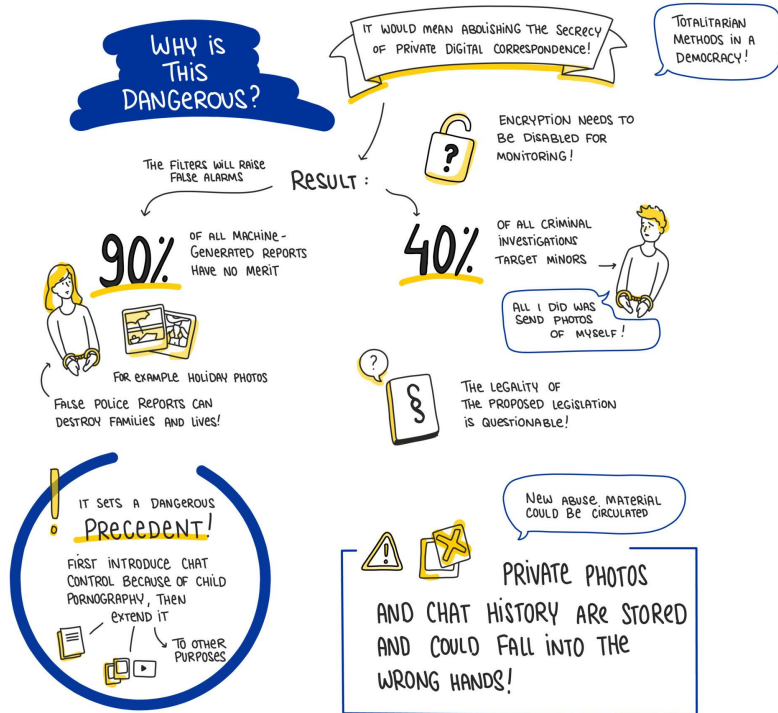 WHY IS
THIS
DANGEROUS?
IT WOULD MEAN ABOLISHING THE SECRECY
OF PRIVATE DIGITAL CORRESPONDENCE!
TOTALITARIAN
METHODS IN A
DEMOCRACY!
?
ENCRYPTION NEEDS TO
BE DISABLED FOR
MONITORING!
THE FILTERS WILL RAISE
FALSE ALARMS
RESULT:
90%
OF ALL MACHINE-
GENERATED REPORTS
HAVE NO MERIT
FOR EXAMPLE HOLIDAY PHOTOS
FALSE POLICE REPORTS CAN
DESTROY FAMILIES AND LIVES!
40%
OF ALL CRIMINAL
INVESTIGATIONS
TARGET MINORS
ALL I DID WAS
SEND PHOTOS
OF MYSELF!
?
§
THE LEGALITY OF
THE PROPOSED LEGISLATION
IS QUESTIONABLE!
!
IT SETS A DANGEROUS
PRECEDENT!
FIRST INTRODUCE CHAT
CONTROL BECAUSE OF CHILD
PORNOGRAPHY, THEN
EXTEND IT
TO OTHER
PURPOSES
NEW ABUSE MATERIAL
COULD BE CIRCULATED
!
PRIVATE PHOTOS
AND CHAT HISTORY ARE STORED
AND COULD FALL INTO THE
WRONG HANDS!